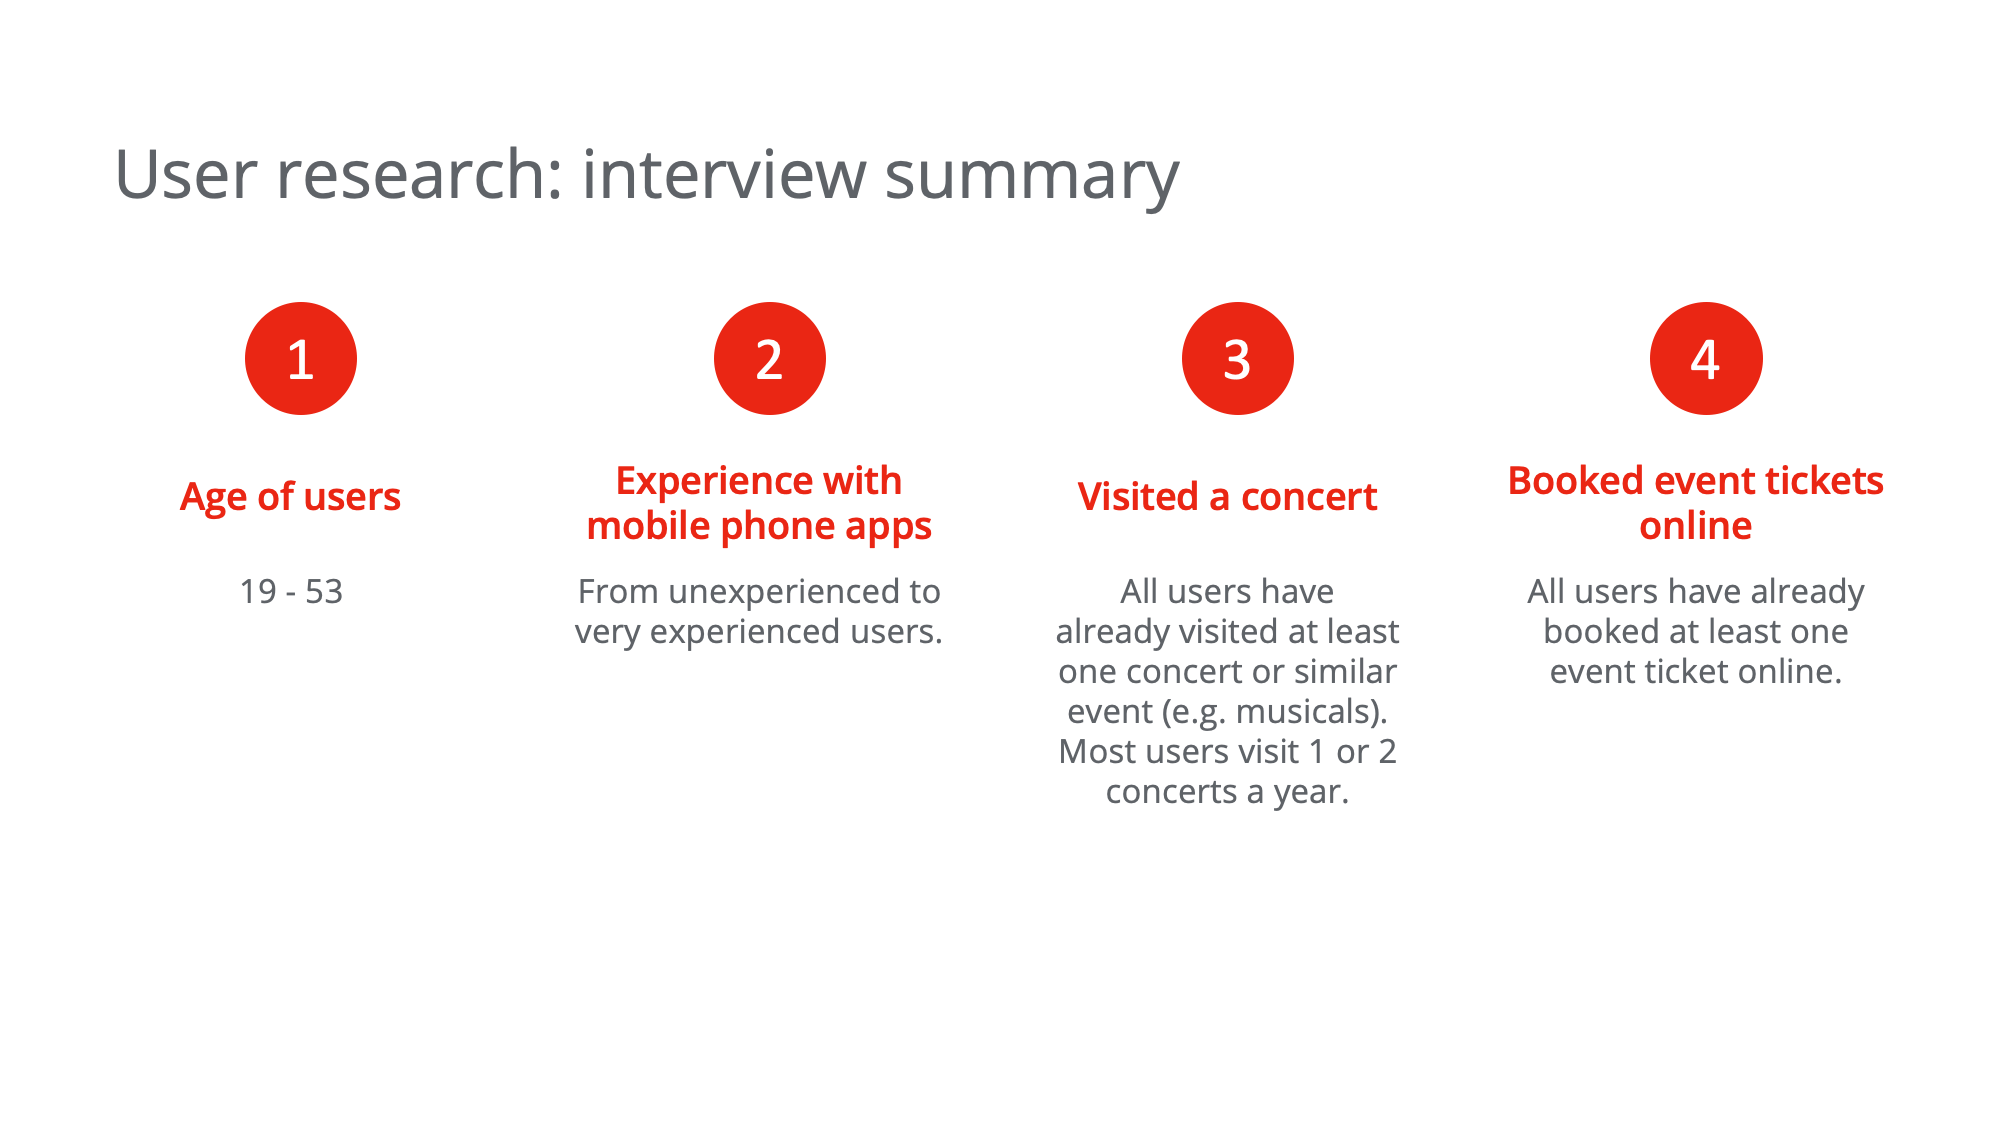 User research: interview summary
1
Age of users
19 - 53
2
Experience with
mobile phone apps
From unexperienced to
very experienced users.
3
Visited a concert
All users have
already visited at least
one concert or similar
event (e.g. musicals).
Most users visit 1 or 2
concerts a year.
4
Booked event tickets
online
All users have already
booked at least one
event ticket online.